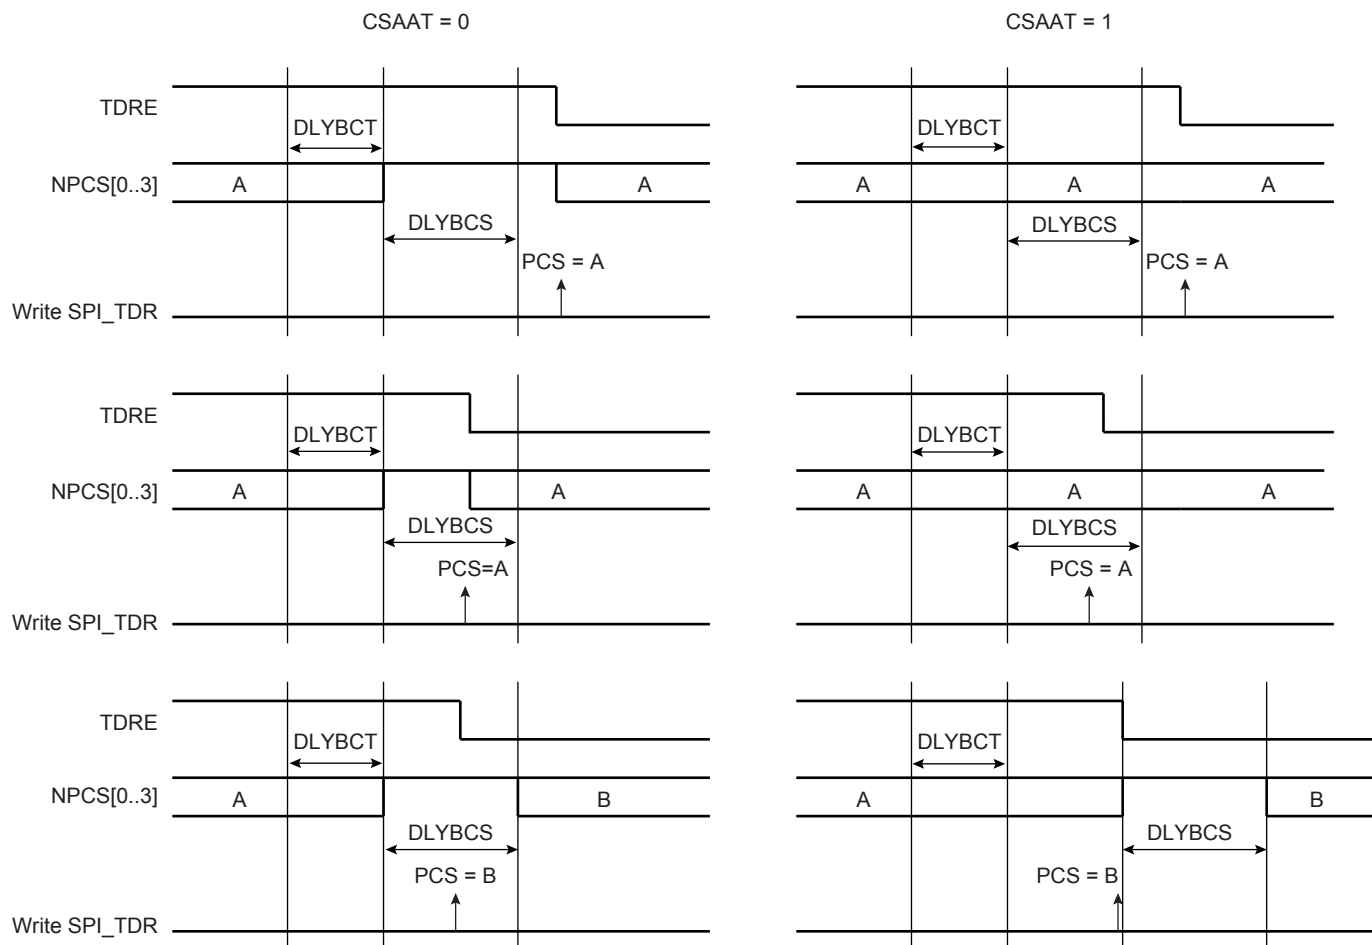 CSAAT = 0
CSAAT = 1
TDRE
DLYBCT
DLYBCT
NPCS[0..3]
A
A
A
A
A
DLYBCS
DLYBCS
PCS = A
PCS = A
Write SPI_TDR
TDRE
DLYBCT
DLYBCT
NPCS[0..3]
A
A
A
A
A
DLYBCS
DLYBCS
PCS=A
PCS = A
Write SPI_TDR
TDRE
DLYBCT
DLYBCT
NPCS[0..3]
A
B
A
B
DLYBCS
DLYBCS
PCS = B
PCS = B
Write SPI_TDR